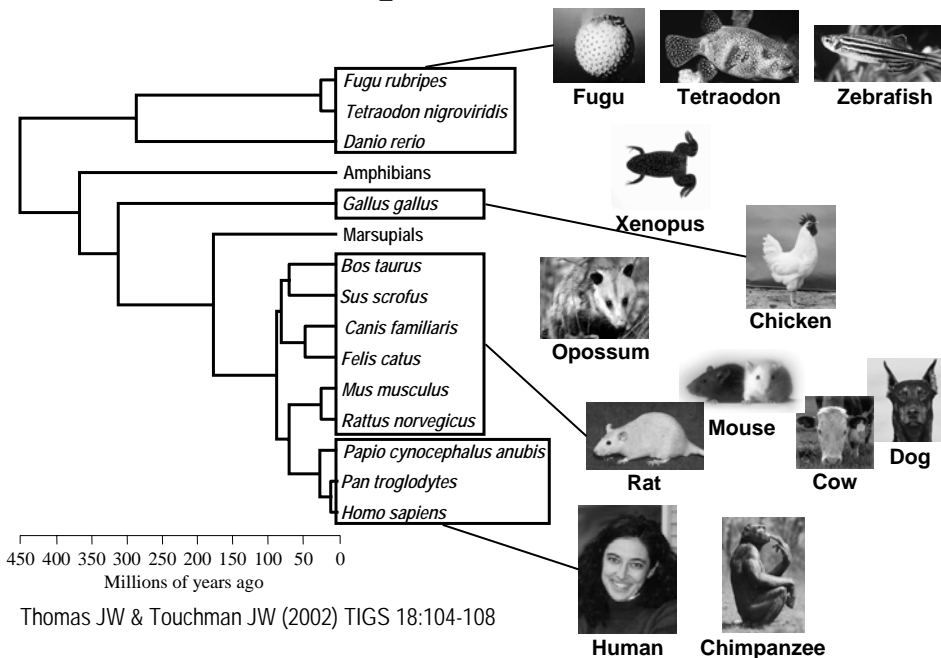 Fugu rubripes
Tetraodon nigroviridis
Danio rerio
Amphibians
Gallus gallus
Marsupials
Bos taurus
Sus scrofus
Canis familiaris
Felis catus
Mus musculus
Rattus norvegicus
Papio cynocephalus anubis
Pan troglodytes
Homo sapiens
Fugu
Tetraodon
Zebrafish
Xenopus
Chicken
Opossum
Mouse
Rat
Cow
Dog
Human
Chimpanzee
450 400 350 300 250 200 150 100 50 0
Millions of years ago
Thomas JW & Touchman JW (2002) TIGS 18:104-108